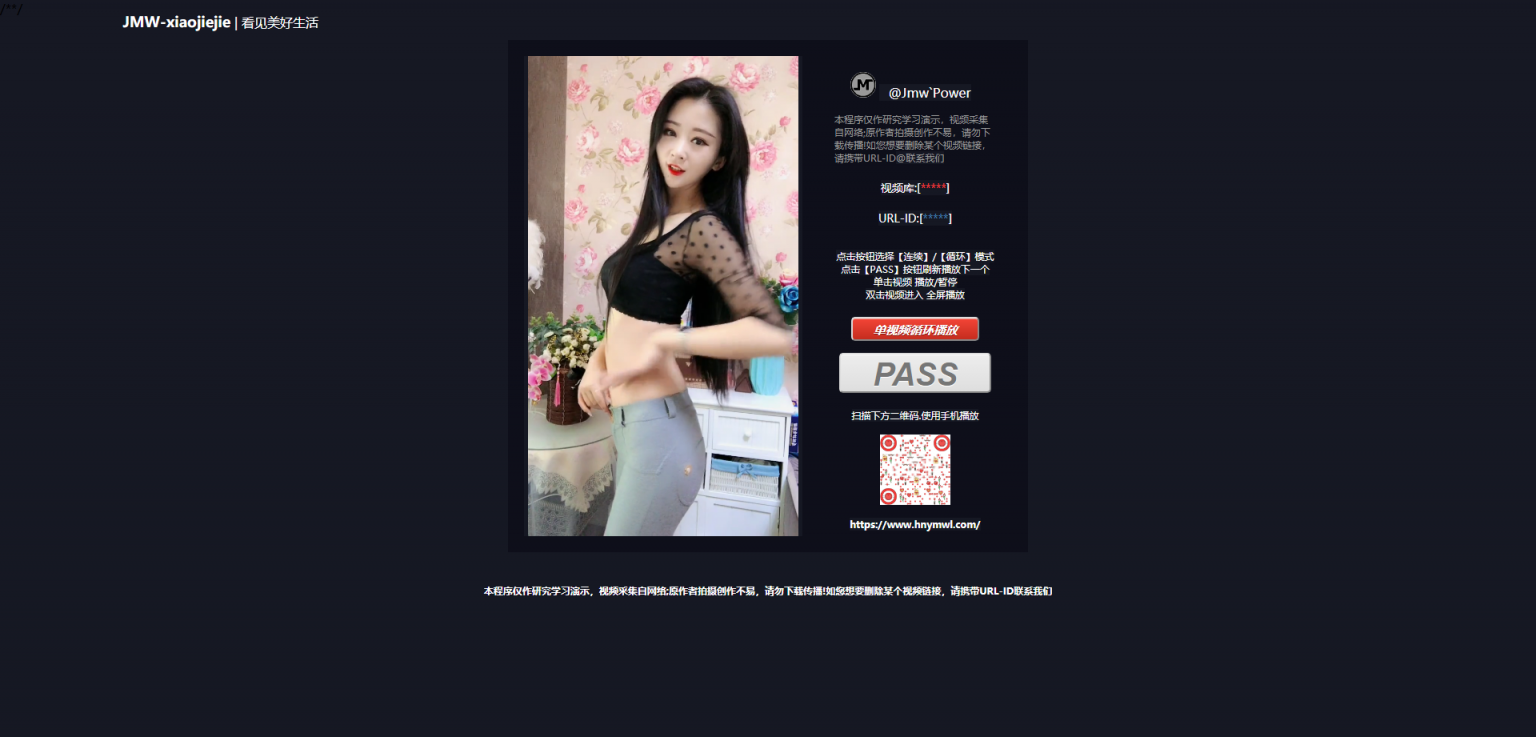 /**/
JMW-xiaojiejie | 看见美好生活
@Jmw`Power
本程序仅作研究学习演示，视频采集
自网络;原作者拍摄创作不易，请勿下
载传播!如您想要删除某个视频链接，
请携带URL-ID@联系我们
视频库:[*****]
URL-ID:[*****]
点击按钮选择【连续】/【循环】模式
点击【PASS】按钮刷新播放下一个
单击视频 播放/暂停
双击视频进入 全屏播放
单视频循环播放
PASS
扫描下方二维码,使用手机播放
https://www.hnymwl.com/
本程序仅作研究学习演示，视频采集自网络;原作者拍摄创作不易，请勿下载传播!如您想要删除某个视频链接，请携带URL-ID联系我们